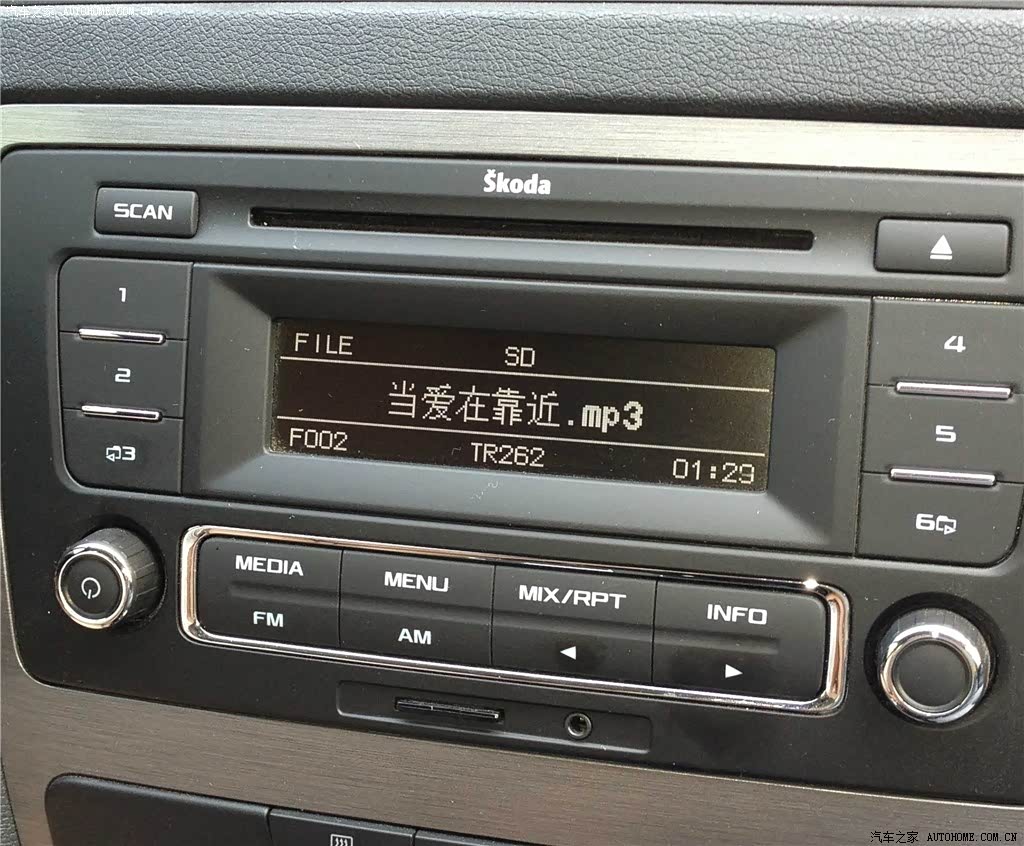 Škoda
SCAN
1
2
3
FILE
SD
当爱在靠近.mp3
F002
TR262
01:29
4
5
6
MEDIA
MENU
MIX/RPT
INFO
FM
AM
汽车之家 AUTOHOME.COM.CN